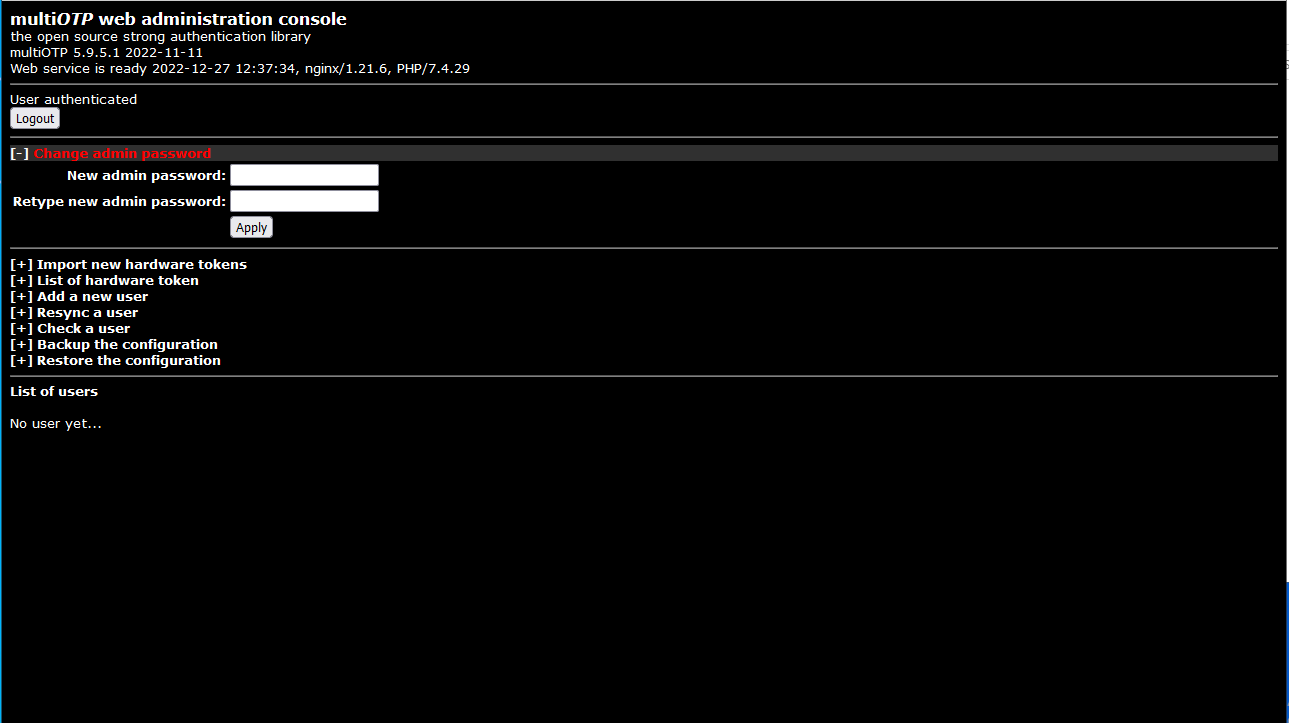 multiOTP web administration console
the open source strong authentication library
multiOTP 5.9.5.1 2022-11-11
Web service is ready 2022-12-27 12:37:34, nginx/1.21.6, PHP/7.4.29
User authenticated
Logout
[-] Change admin password
New admin password:
Retype new admin password:
Apply
[+] Import new hardware tokens
[+] List of hardware token
[+] Add a new user
[+] Resync a user
[+] Check a user
[+] Backup the configuration
[+] Restore the configuration
List of users
No user yet...